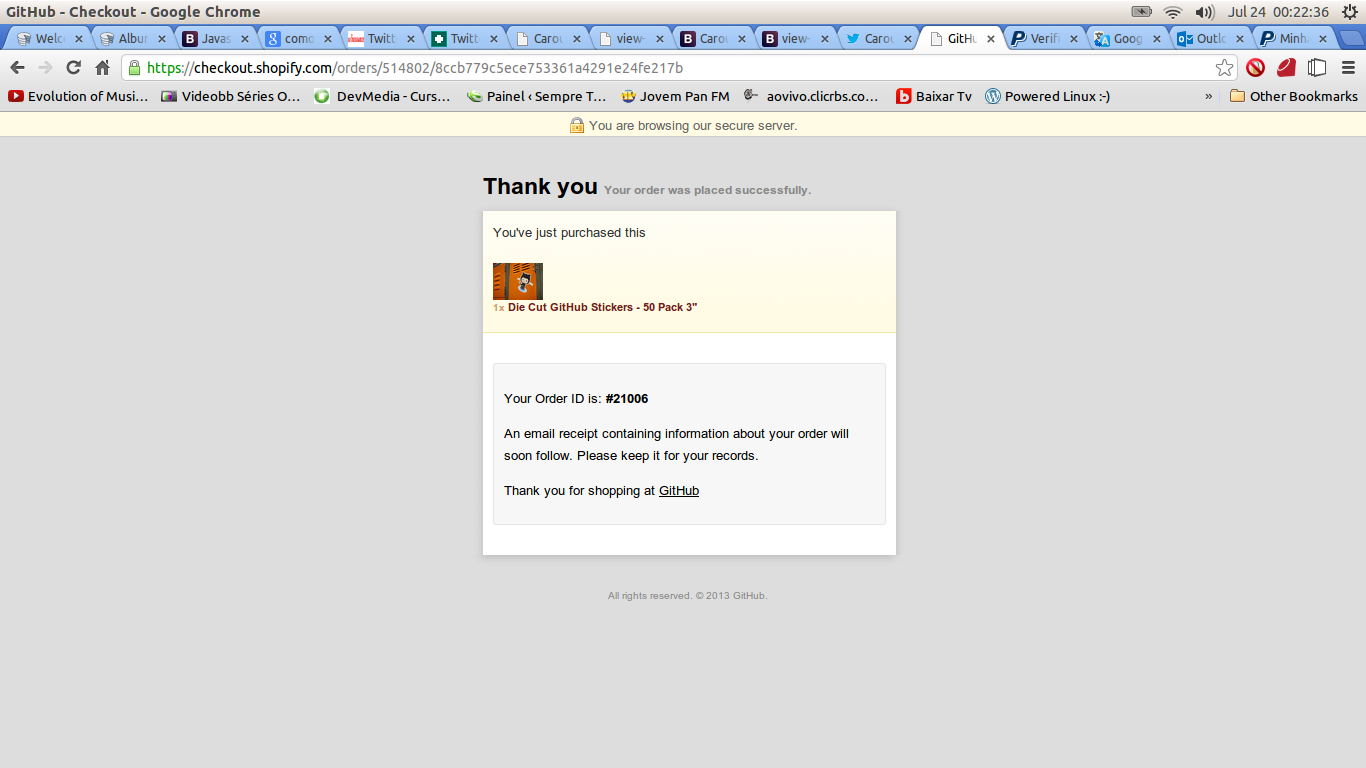 GitHub - Checkout - Google Chrome
Jul 24 00:22:36
Welc
Albur
Javas
como
Twitt
Twitt
Carou
view-
Carou
view-
Carou
GitHu
Verifi
Goog
Outlo
Minha
https://checkout.shopify.com/orders/514802/8ccb779c5ece753361a4291e24fe217b
Evolution of Musi...
Videobb Séries O...
DevMedia - Curs...
Painel ‹ Sempre T...
Jovem Pan FM
aovivo.clicrbs.co...
Baixar Tv
Powered Linux :-)
»
Other Bookmarks
You are browsing our secure server.
Thank you Your order was placed successfully.
You've just purchased this
1x Die Cut GitHub Stickers - 50 Pack 3"
Your Order ID is: #21006
An email receipt containing information about your order will
soon follow. Please keep it for your records.
Thank you for shopping at GitHub
All rights reserved. © 2013 GitHub.